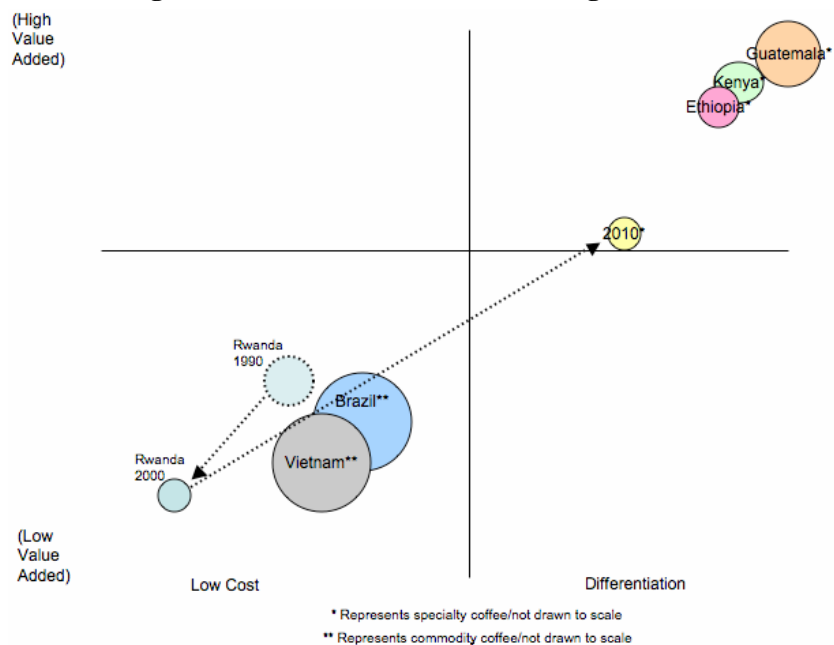 (High
Value
Added)
Guatemala*
Kenya*
Ethiopia*
2010*
Rwanda
1990
Brazil**
Vietnam**
Rwanda
2000
(Low
Value
Added)
Low Cost
Differentiation
* Represents specialty coffee/not drawn to scale
** Represents commodity coffee/not drawn to scale